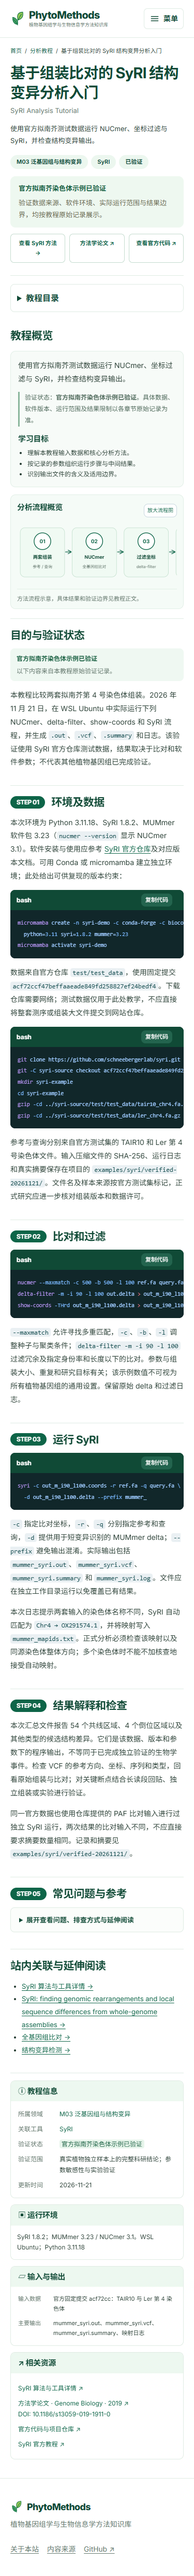 PhytoMethods
植物基因组学与生物信息学方法知识库
菜单
首页 / 分析教程 / 基于组装比对的 SyRI 结构变异分析入门
基于组装比对的 SyRI 结构
变异分析入门
SyRI Analysis Tutorial
使用官方拟南芥测试数据运行 NUCmer、坐标过滤与
SyRI，并检查结构变异输出。
M03 泛基因组与结构变异
SyRI
已验证
官方拟南芥染色体示例已验证
验证数据来源、软件环境、实际运行范围与结果边
界，均按教程原始记录展示。
查看 SyRI 方法
→
方法学论文 ↗
查看官方代码 ↗
▶ 教程目录
教程概览
使用官方拟南芥测试数据运行 NUCmer、坐标过滤
与 SyRI，并检查结构变异输出。
验证状态：官方拟南芥染色体示例已验证。具体数据、
软件版本、运行范围和结果限制以各章节原始记录为
准。
学习目标
理解本教程输入数据和核心分析方法。
按记录的参数组织运行步骤与中间结果。
识别输出文件的含义及适用边界。
分析流程概览
放大流程图
01
两套组装
参考 / 查询
02
NUCmer
全基因组比对
03
过滤坐标
delta-filter
方法流程示意，具体结果和验证边界见教程正文。
目的与验证状态
官方拟南芥染色体示例已验证
以下内容来自本教程原始验证记录。
本教程比较两套拟南芥第 4 号染色体组装。2026 年
11 月 21 日，在 WSL Ubuntu 中实际运行下列
NUCmer、delta-filter、show-coords 和 SyRI 流
程，并生成 .out、.vcf、.summary 和日志。该验
证使用 SyRI 官方仓库测试数据，结果取决于比对和软
件参数；不代表其他植物基因组已完成验证。
STEP 01 环境及数据
本次环境为 Python 3.11.18、SyRI 1.8.2、MUMmer
软件包 3.23（nucmer --version 显示 NUCmer
3.1）。软件安装与使用应参考 SyRI 官方仓库及对应版
本文档。可用 Conda 或 micromamba 建立独立环
境；此处给出可供复现的版本约束：
bash
复制代码
micromamba create -n syri-demo -c conda-forge -c bioco
python=3.11 syri=1.8.2 mummer=3.23
micromamba activate syri-demo
数据来自官方仓库 test/test_data，使用固定提交
acf72ccf47beffaaeade849fd258827ef24bedf4。下载
仓库需要网络；测试数据仅用于此处教学，不应直接
将整套测序或组装大文件提交到网站仓库。
bash
复制代码
git clone https://github.com/schneebergerlab/syri.git
git -C syri-source checkout acf72ccf47beffaaeade849fd2
mkdir syri-example
cd syri-example
gzip -cd ../syri-source/test/test_data/tair10_chr4.fa.
gzip -cd ../syri-source/test/test_data/ler_chr4.fa.gz
参考与查询分别来自官方测试集的 TAIR10 和 Ler 第 4
号染色体文件。输入压缩文件的 SHA-256、运行日志
和真实摘要保存在项目的 examples/syri/verified-
20261121/。文件名及样本来源按官方测试集标记，正
式研究应进一步核对组装版本和数据许可。
STEP 02 比对和过滤
bash
复制代码
nucmer --maxmatch -c 500 -b 500 -l 100 ref.fa query.fa
delta-filter -m -i 90 -l 100 out.delta > out_m_i90_l10
show-coords -THrd out_m_i90_l100.delta > out_m_i90_l10
--maxmatch 允许寻找多重匹配，-c、-b、-l 调
整种子与聚类条件；delta-filter -m -i 90 -l 100
过滤冗余及指定身份率和长度以下的比对。参数与组
装大小、重复和研究目标有关；该示例数值不可视为
所有植物基因组的通用设置。保留原始 delta 和过滤日
志。
STEP 03 运行 SyRI
bash
复制代码
syri -c out_m_i90_l100.coords -r ref.fa -q query.fa \
-d out_m_i90_l100.delta --prefix mummer_
-c 指定比对坐标，-r、-q 分别指定参考和查
询，-d 提供用于短变异识别的 MUMmer delta；--
prefix 避免输出混淆。实际输出包括
mummer_syri.out、mummer_syri.vcf、
mummer_syri.summary 和 mummer_syri.log。文件应
在独立工作目录运行以免覆盖已有结果。
本次日志提示两套输入的染色体名称不同，SyRI 自动
匹配为 Chr4 → OX291574.1，并将映射写入
mummer_mapids.txt。正式分析必须检查该映射以及
同源染色体整体方向；多个染色体时不能不加核查地
接受自动映射。
STEP 04 结果解释和检查
本次汇总文件报告 54 个共线区域、4 个倒位区域以及
其他类型的候选结构差异。它们是该数据、版本和参
数下的程序输出，不等同于已完成独立验证的生物学
事件。检查 VCF 的参考方向、坐标、序列和类型，回
看原始组装与比对；对关键断点结合长读段回贴、独
立组装或实验进行验证。
同一官方数据也使用仓库提供的 PAF 比对输入进行过
独立 SyRI 运行，两次结果的比对输入不同，不应直接
要求摘要数量相同。记录和摘要见
examples/syri/verified-20261121/。
STEP 05 常见问题与参考
▶ 展开查看问题、排查方式与延伸阅读
站内关联与延伸阅读
SyRI 算法与工具详情 →
SyRI: finding genomic rearrangements and local
sequence differences from whole-genome
assemblies →
全基因组比对 →
结构变异检测 →
教程信息
所属领域 M03 泛基因组与结构变异
关联工具 SyRI
验证状态 官方拟南芥染色体示例已验证
验证范围 真实植物独立样本上的完整科研结论；参
数敏感性与实验验证
更新时间 2026-11-21
运行环境
SyRI 1.8.2；MUMmer 3.23 / NUCmer 3.1、WSL
Ubuntu；Python 3.11.18
输入与输出
输入数据 官方固定提交 acf72cc：TAIR10 与 Ler 第 4 染
色体
主要输出 mummer_syri.out、mummer_syri.vcf、
mummer_syri.summary、映射日志
↗ 相关资源
SyRI 算法与工具详情 ↗
方法学论文 · Genome Biology · 2019 ↗
DOI: 10.1186/s13059-019-1911-0
官方代码与项目仓库 ↗
SyRI 官方教程 ↗
PhytoMethods
植物基因组学与生物信息学方法知识库
关于本站
内容来源
GitHub ↗